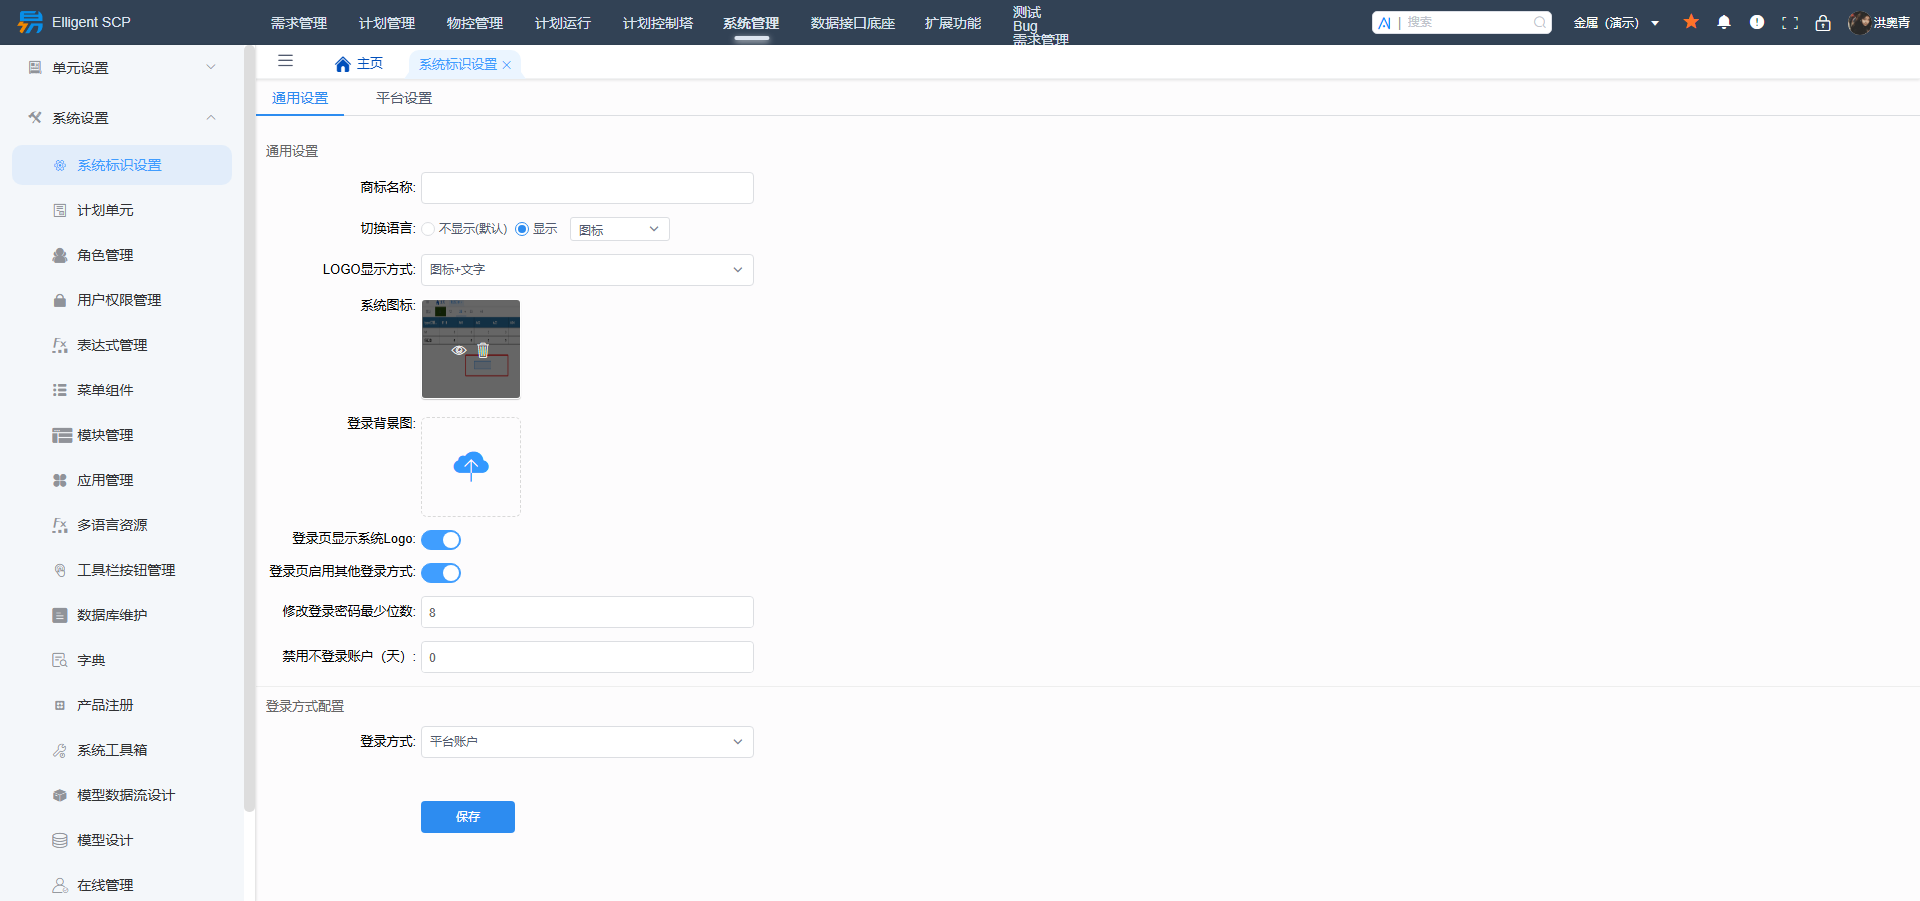 Elligent SCP
需求管理
计划管理
物控管理
计划运行
计划控制塔
系统管理
数据接口底座
扩展功能
测试
Bug
需求管理
AI | 搜索
金属（演示）
洪奥青
单元设置
系统设置
系统标识设置
计划单元
角色管理
用户权限管理
表达式管理
菜单组件
模块管理
应用管理
多语言资源
工具栏按钮管理
数据库维护
字典
产品注册
系统工具箱
模型数据流设计
模型设计
在线管理
主页
系统标识设置
通用设置
平台设置
通用设置
商标名称:
切换语言: 不显示(默认) 显示 图标
LOGO显示方式: 图标+文字
系统图标:
登录背景图:
登录页显示系统Logo:
登录页启用其他登录方式:
修改登录密码最少位数: 8
禁用不登录账户（天）: 0
登录方式配置
登录方式: 平台账户
保存